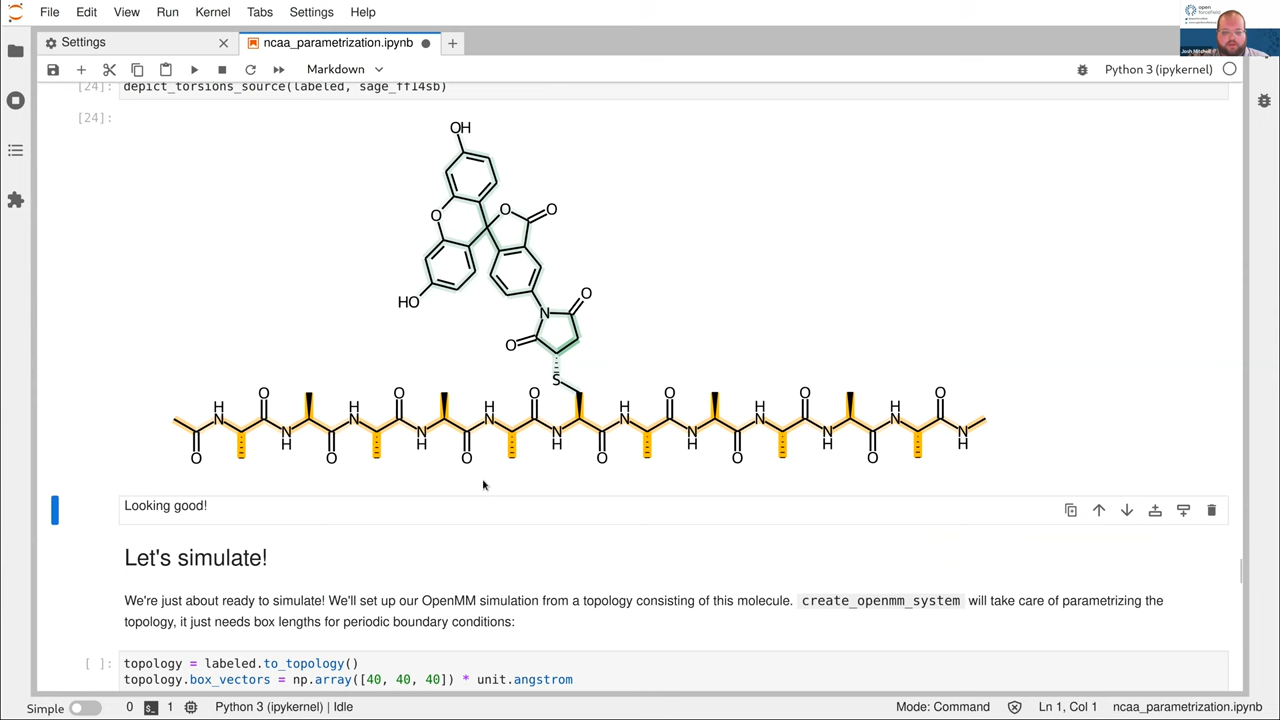 File Edit View Run Kernel Tabs Settings Help
open
forcefield
Josh Mitchell
Settings
ncaa_parametrization.ipynb
Markdown
Python 3 (ipykernel)
[24]: depict_torsions_source(labeled, sage_ff14sb)
[24]:
OH
O O O
O
HO
O
N
O
S
H O H O H O H O H O H O
N N N N N N
N N N N N N
O H O H O H O H O H O H
Looking good!
Let's simulate!
We're just about ready to simulate! We'll set up our OpenMM simulation from a topology consisting of this molecule. create_openmm_system will take care of parametrizing the
topology, it just needs box lengths for periodic boundary conditions:
[ ]: topology = labeled.to_topology()
topology.box_vectors = np.array([40, 40, 40]) * unit.angstrom
Simple 0 1 Python 3 (ipykernel) | Idle Mode: Command Ln 1, Col 1 ncaa_parametrization.ipynb